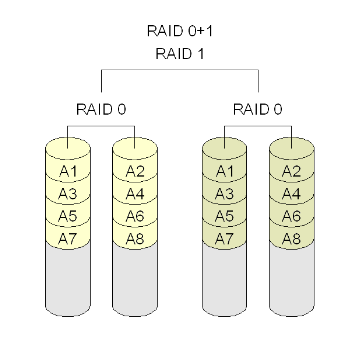 RAID 0+1
RAID 1
RAID 0 RAID 0
A1 A2 A1 A2
A3 A4 A3 A4
A5 A6 A5 A6
A7 A8 A7 A8